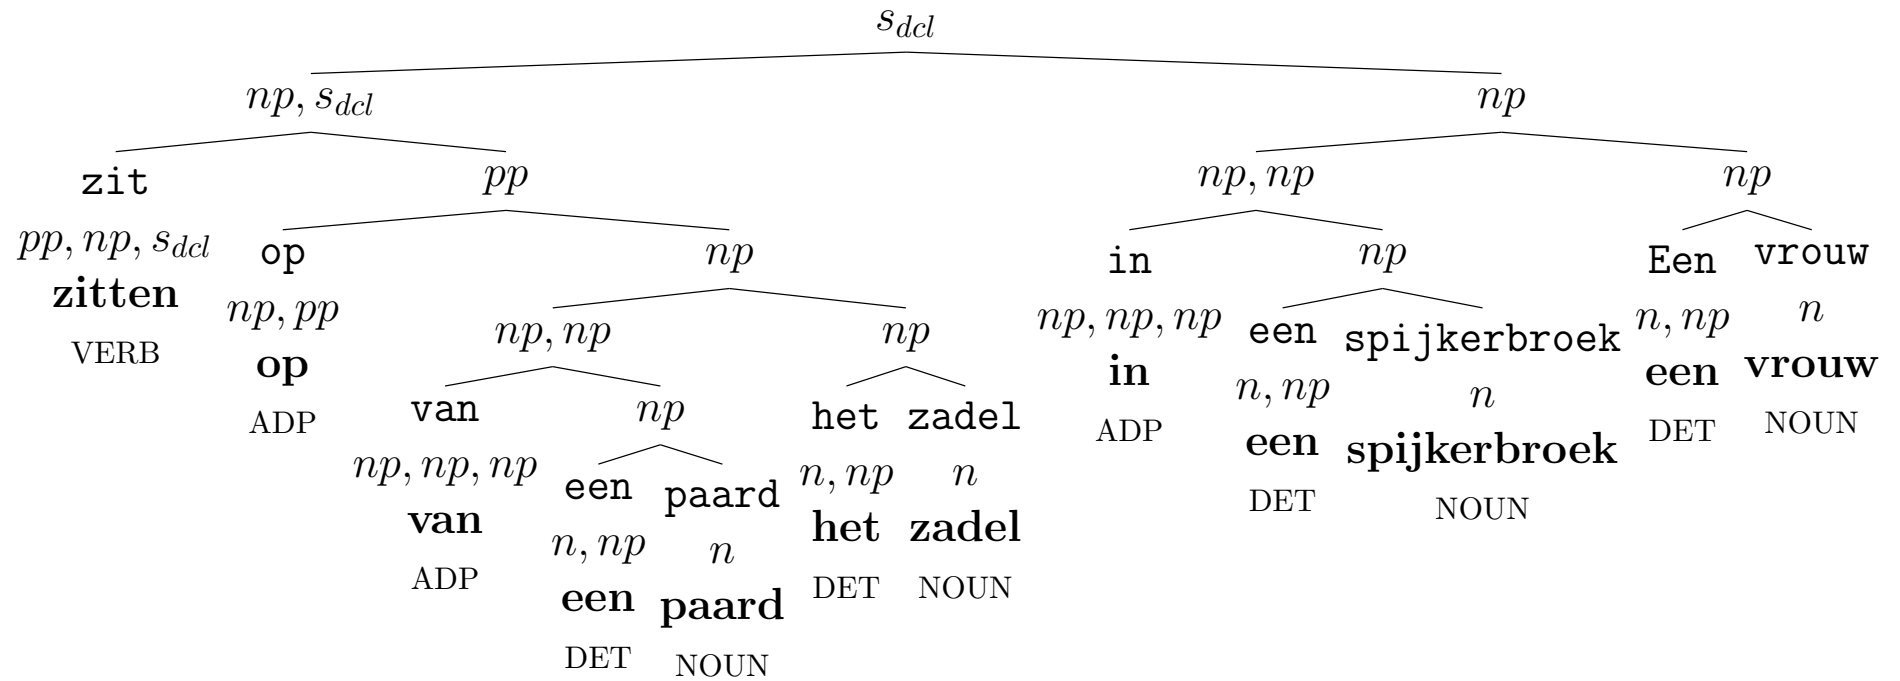 s_dcl
np, s_dcl np
zit pp np, np np
pp, np, s_dcl op np in np Een vrouw
zitten np, pp np, np np np, np, np een spijkerbroek n, np n
VERB op van np het zadel in n, np n een vrouw
ADP np, np, np een paard n, np n ADP een spijkerbroek DET NOUN
van n, np n het zadel DET NOUN
ADP een paard DET NOUN
DET NOUN